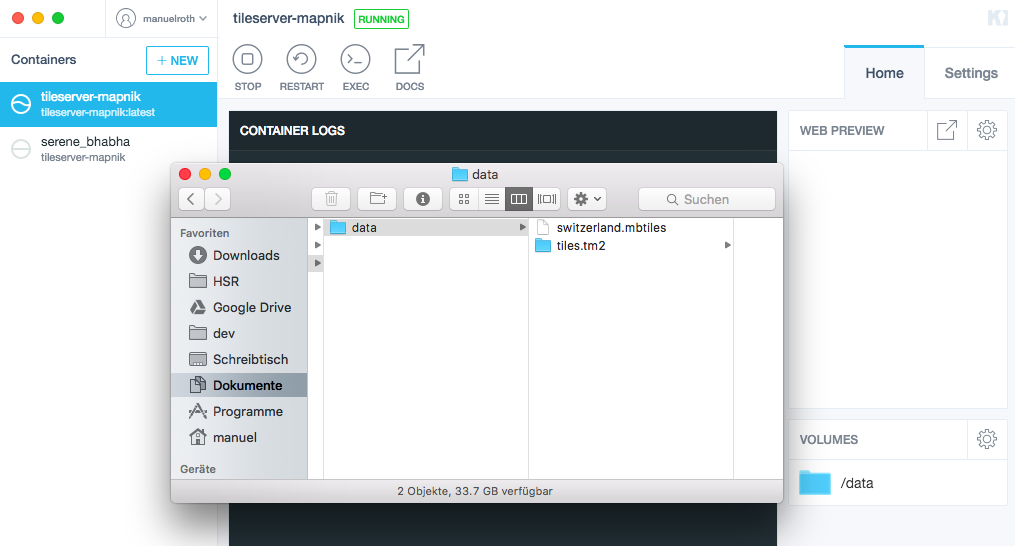 manuelroth
Containers
+ NEW
tileserver-mapnik
tileserver-mapnik:latest
serene_bhabha
tileserver-mapnik
tileserver-mapnik RUNNING
STOP RESTART EXEC DOCS
Home Settings
CONTAINER LOGS
WEB PREVIEW
VOLUMES
/data
data
Suchen
Favoriten
Downloads
HSR
Google Drive
dev
Schreibtisch
Dokumente
Programme
manuel
Geräte
data
switzerland.mbtiles
tiles.tm2
2 Objekte, 33.7 GB verfügbar